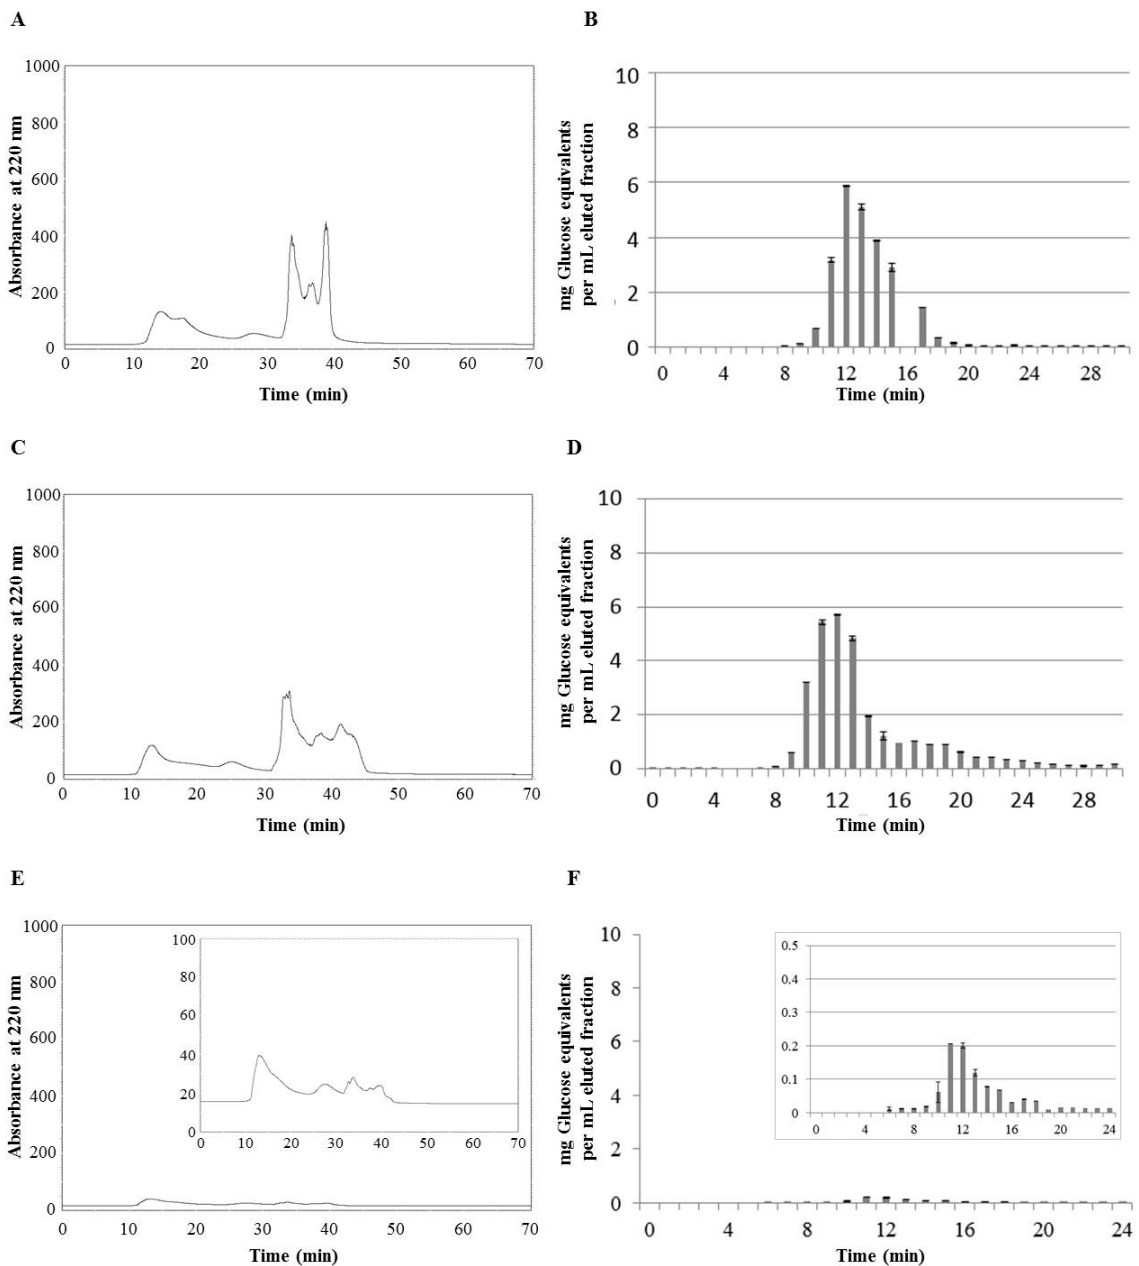 A
B
1000
800
600
400
200
0
0 10 20 30 40 50 60 70
Absorbance at 220 nm
Time (min)
10
8
6
4
2
0
0 4 8 12 16 20 24 28
mg Glucose equivalents
per mL eluted fraction
Time (min)
C
D
1000
800
600
400
200
0
0 10 20 30 40 50 60 70
Absorbance at 220 nm
Time (min)
10
8
6
4
2
0
0 4 8 12 16 20 24 28
mg Glucose equivalents
per mL eluted fraction
Time (min)
E
F
1000
800
600
400
200
0
0 10 20 30 40 50 60 70
Absorbance at 220 nm
Time (min)
100
80
60
40
20
0
0 10 20 30 40 50 60 70
10
8
6
4
2
0
0 4 8 12 16 20 24
mg Glucose equivalents
per mL eluted fraction
Time (min)
0.5
0.4
0.3
0.2
0.1
0
0 4 8 12 16 20 24